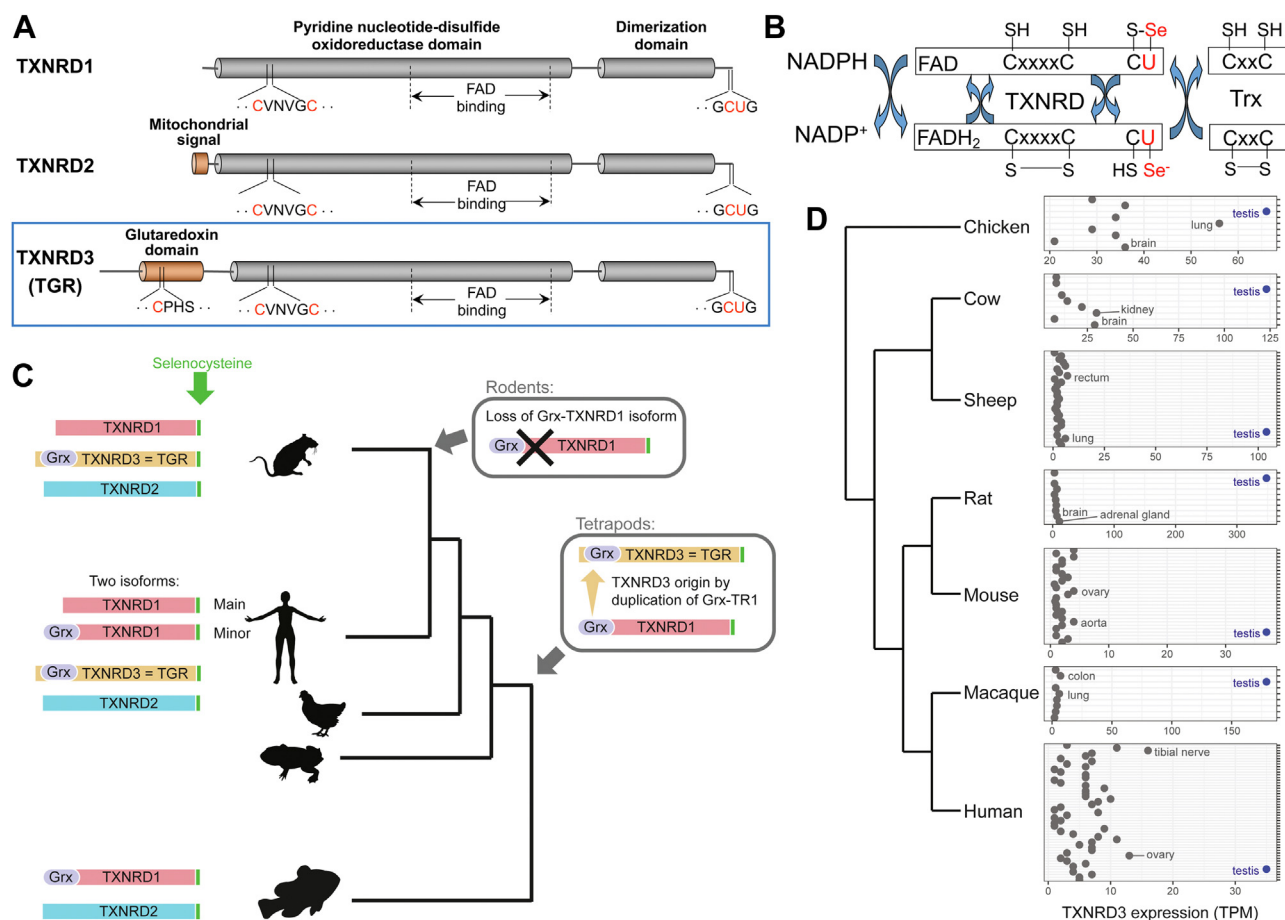 A
Pyridine nucleotide-disulfide
oxidoreductase domain
Dimerization
domain
TXNRD1
FAD
binding
··CVNVGC··
··GCUG
Mitochondrial
signal
TXNRD2
FAD
binding
··CVNVGC··
··GCUG
TXNRD3
(TGR)
Glutaredoxin
domain
FAD
binding
··CPHS··
··CVNVGC··
··GCUG
B
SH SH S-Se SH SH
NADPH FAD CxxxxC CU CxxC
TXNRD Trx
NADP+ FADH2 CxxxxC CU CxxC
S S HS Se- S S
C
Selenocysteine
TXNRD1
Grx TXNRD3 = TGR
TXNRD2
Rodents:
Loss of Grx-TXNRD1 isoform
Grx TXNRD1
Tetrapods:
Grx TXNRD3 = TGR
TXNRD3 origin by
duplication of Grx-TR1
Grx TXNRD1
Two isoforms:
TXNRD1 Main
Grx TXNRD1 Minor
Grx TXNRD3 = TGR
TXNRD2
Grx TXNRD1
TXNRD2
D
Chicken
testis
lung
brain
20 30 40 50 60
Cow
testis
kidney
brain
0 25 50 75 100 125
Sheep
rectum
testis
lung
0 25 50 75 100
Rat
testis
brain
adrenal gland
0 100 200 300
Mouse
ovary
aorta
testis
0 10 20 30
Macaque
colon
testis
lung
0 50 100 150
Human
tibial nerve
ovary
testis
0 10 20 30
TXNRD3 expression (TPM)